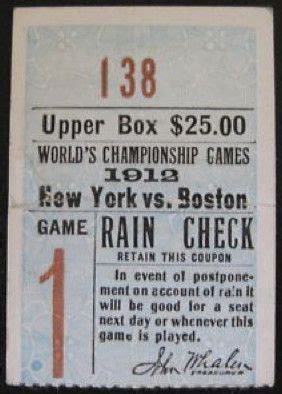 138
Upper Box $25.00
WORLD'S CHAMPIONSHIP GAMES
1912
New York vs. Boston
GAME
1
RAIN CHECK
RETAIN THIS COUPON
In event of postpone-
ment on account of rain it
will be good for a seat
next day or whenever this
game is played.
John Whalen
TREASURER